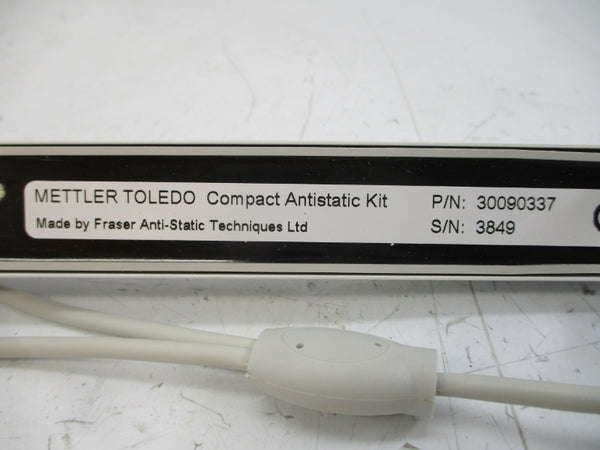 METTLER TOLEDO Compact Antistatic Kit P/N: 30090337
Made by Fraser Anti-Static Techniques Ltd S/N: 3849